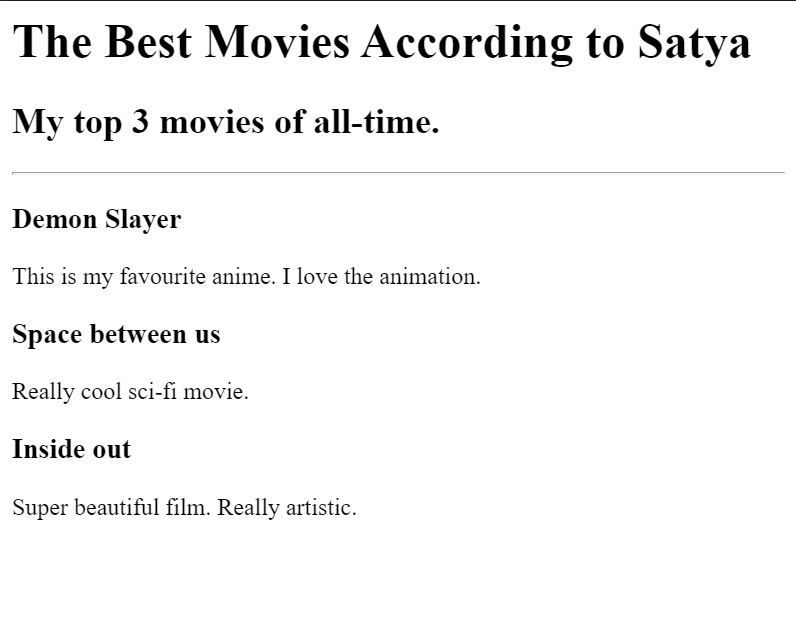 The Best Movies According to Satya
My top 3 movies of all-time.
Demon Slayer
This is my favourite anime. I love the animation.
Space between us
Really cool sci-fi movie.
Inside out
Super beautiful film. Really artistic.